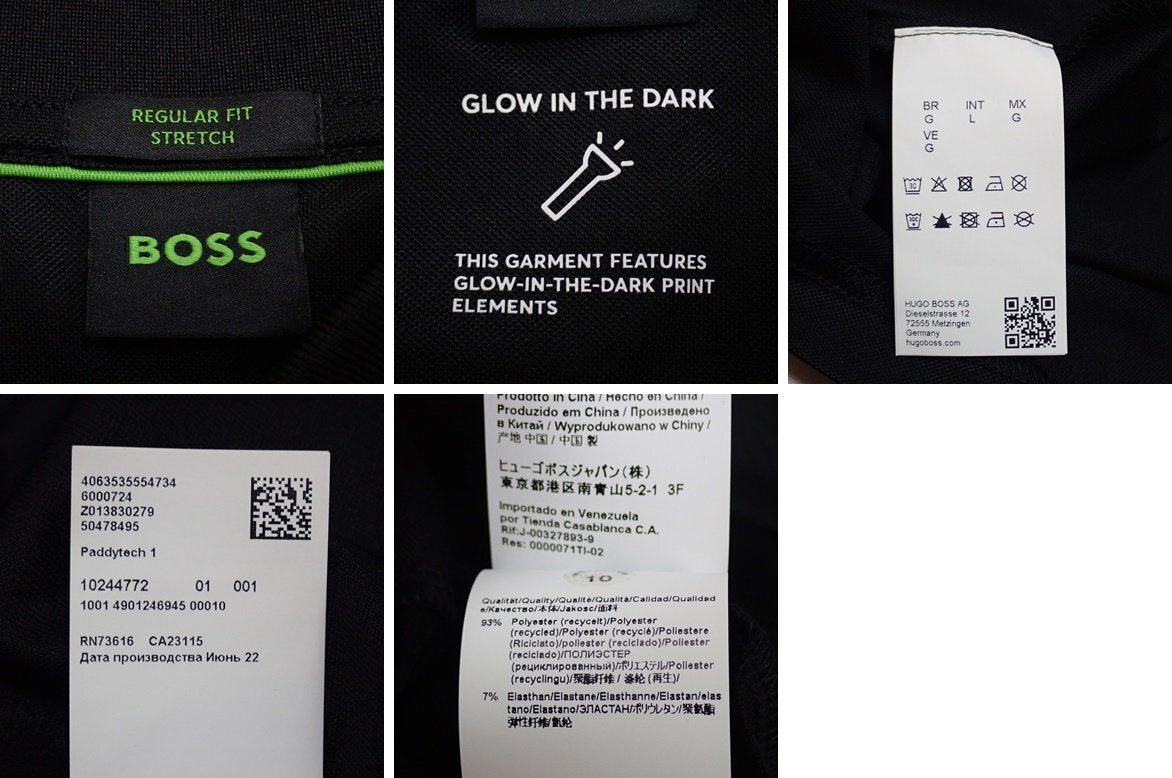 REGULAR FIT
STRETCH
BOSS
GLOW IN THE DARK
THIS GARMENT FEATURES
GLOW-IN-THE-DARK PRINT
ELEMENTS
BR INT MX
G L G
VE
G
HUGO BOSS AG
Dieselstrasse 12
72555 Metzingen
Germany
hugoboss.com
4063535554734
6000724
Z013830279
50478495
Paddytech 1
10244772 01 001
1001 4901246945 00010
RN73616 CA23115
Дата производства Июнь 22
Prodotto in Cina / Hecho en China /
Produzido em China / Произведено
в Китай / Wyprodukowano w Chiny /
产地 中国 / 中国 製
ヒューゴボスジャパン(株)
東京都港区南青山5-2-1 3F
Importado en Venezuela
por Tienda Casablanca C.A.
Rif:J-00327893-9
Res: 0000071TI-02
10
Qualität/Quality/Qualité/Qualità/Calidad/Qualidad
e/Качество/本体/Jakosc/面料
93% Polyester (recycelt)/Polyester
(recycled)/Polyester (recyclé)/Poliestere
(Riciclato)/poliester (reciclado)/Poliester
(reciclado)/ПОЛИЭСТЕР
(рециклированный)/ポリエステル/Poliester
(recyclingu)/聚酯纤维 / 涤纶 (再生)/
7% Elasthan/Elastane/Elasthanne/Elastan/elas
tano/Elastano/ЭЛАСТАН/ポリウレタン/聚氨酯
弹性纤维/氨纶